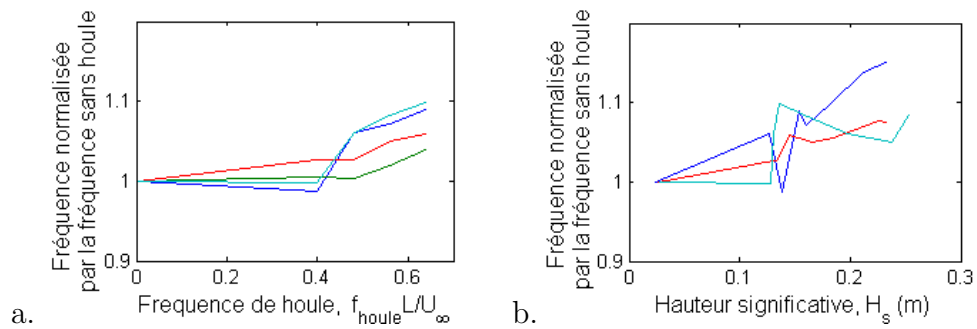 Fréquence normalisée
par la fréquence sans houle
1.1
1
0.9
0
0.2
0.4
0.6
Fréquence de houle, f_houle L/U_∞
a.
Fréquence normalisée
par la fréquence sans houle
1.1
1
0.9
0
0.1
0.2
0.3
Hauteur significative, H_s (m)
b.